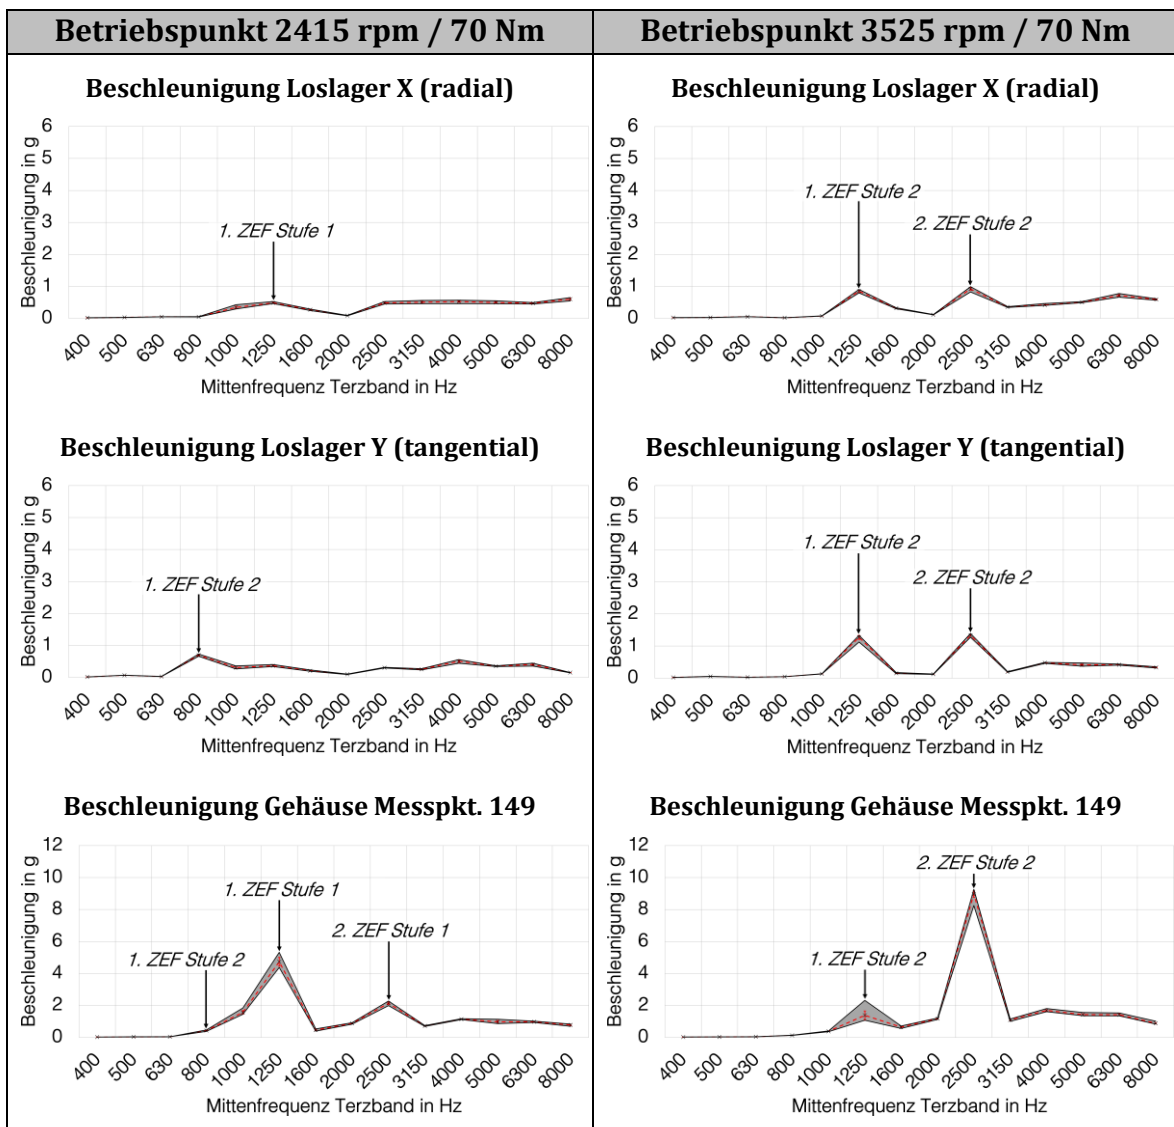 Betriebspunkt 2415 rpm / 70 Nm
Betriebspunkt 3525 rpm / 70 Nm
Beschleunigung Loslager X (radial)
Beschleunigung in g
6
5
4
3
2
1
0
1. ZEF Stufe 1
400 500 630 800 1000 1250 1600 2000 2500 3150 4000 5000 6300 8000
Mittenfrequenz Terzband in Hz
Beschleunigung Loslager X (radial)
Beschleunigung in g
6
5
4
3
2
1
0
1. ZEF Stufe 2
2. ZEF Stufe 2
400 500 630 800 1000 1250 1600 2000 2500 3150 4000 5000 6300 8000
Mittenfrequenz Terzband in Hz
Beschleunigung Loslager Y (tangential)
Beschleunigung in g
6
5
4
3
2
1
0
1. ZEF Stufe 2
400 500 630 800 1000 1250 1600 2000 2500 3150 4000 5000 6300 8000
Mittenfrequenz Terzband in Hz
Beschleunigung Loslager Y (tangential)
Beschleunigung in g
6
5
4
3
2
1
0
1. ZEF Stufe 2
2. ZEF Stufe 2
400 500 630 800 1000 1250 1600 2000 2500 3150 4000 5000 6300 8000
Mittenfrequenz Terzband in Hz
Beschleunigung Gehäuse Messpkt. 149
Beschleunigung in g
12
10
8
6
4
2
0
1. ZEF Stufe 1
2. ZEF Stufe 1
1. ZEF Stufe 2
400 500 630 800 1000 1250 1600 2000 2500 3150 4000 5000 6300 8000
Mittenfrequenz Terzband in Hz
Beschleunigung Gehäuse Messpkt. 149
Beschleunigung in g
12
10
8
6
4
2
0
2. ZEF Stufe 2
1. ZEF Stufe 2
400 500 630 800 1000 1250 1600 2000 2500 3150 4000 5000 6300 8000
Mittenfrequenz Terzband in Hz